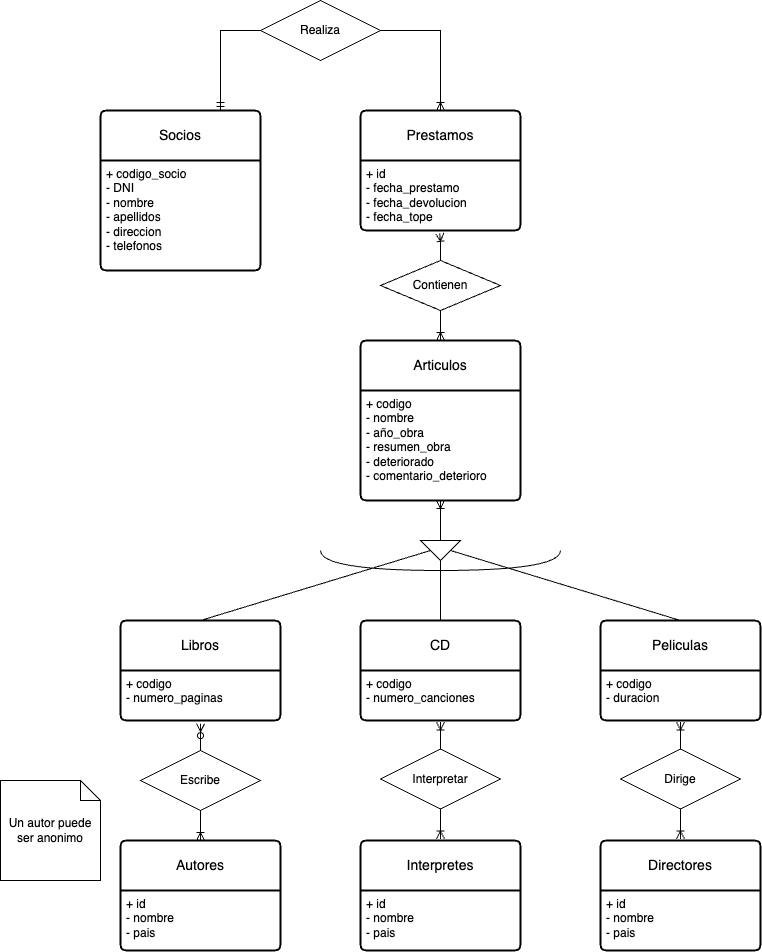 Realiza
Socios
+ codigo_socio
- DNI
- nombre
- apellidos
- direccion
- telefonos
Prestamos
+ id
- fecha_prestamo
- fecha_devolucion
- fecha_tope
Contienen
Articulos
+ codigo
- nombre
- año_obra
- resumen_obra
- deteriorado
- comentario_deterioro
Libros
+ codigo
- numero_paginas
CD
+ codigo
- numero_canciones
Peliculas
+ codigo
- duracion
Escribe
Interpretar
Dirige
Un autor puede
ser anonimo
Autores
+ id
- nombre
- pais
Interpretes
+ id
- nombre
- pais
Directores
+ id
- nombre
- pais